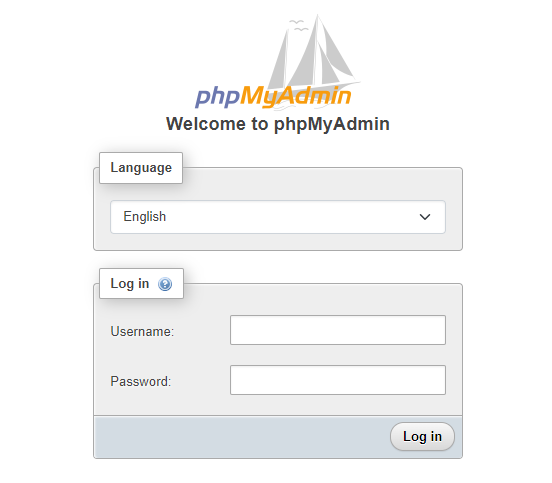 phpMyAdmin
Welcome to phpMyAdmin
Language
English
Log in ?
Username:
Password:
Log in